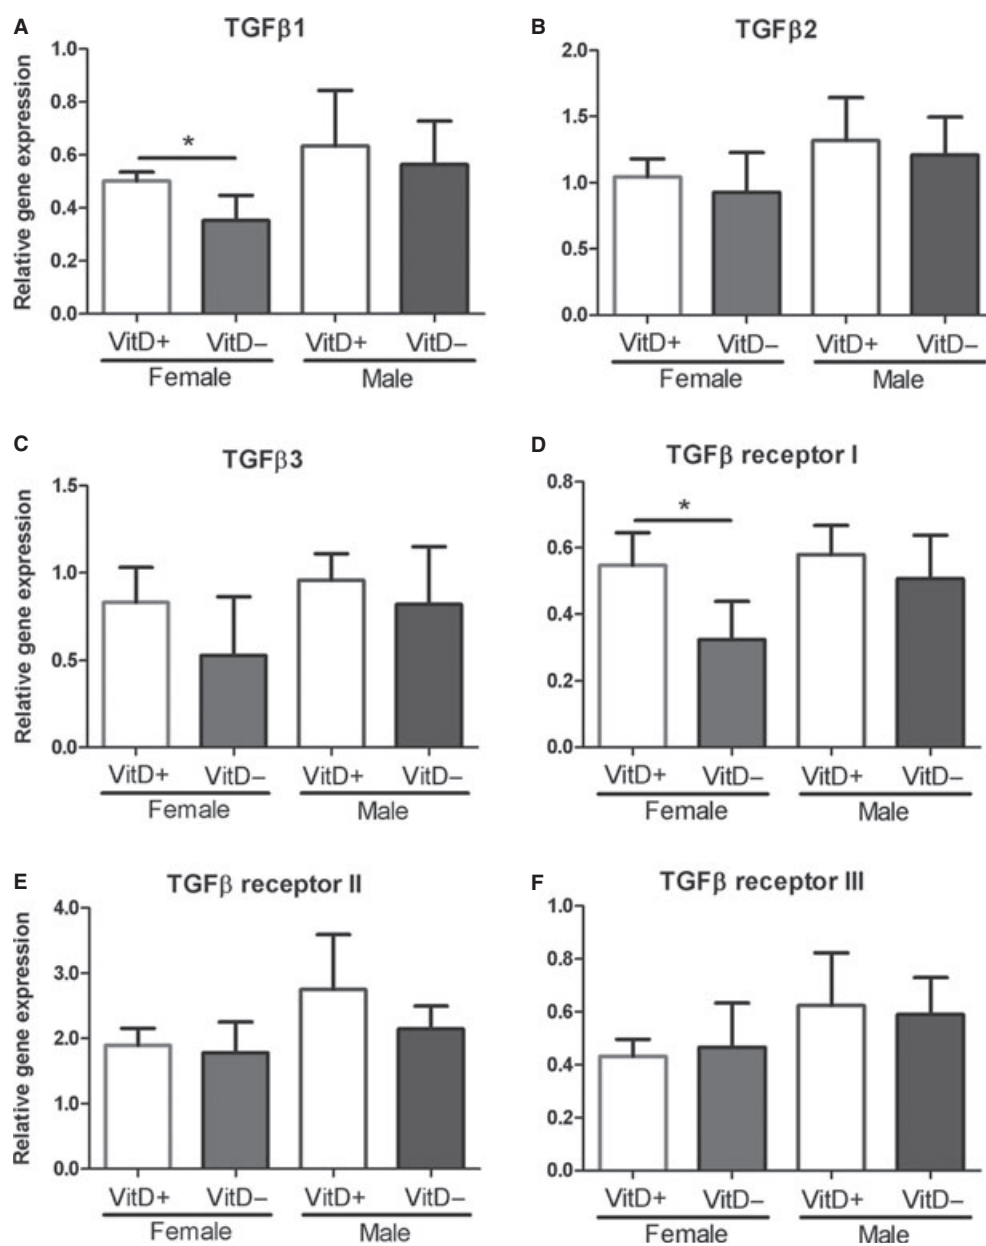 A
TGFβ1
Relative gene expression
1.0
0.8
0.6
0.4
0.2
0.0
*
VitD+ VitD– VitD+ VitD–
Female Male
B
TGFβ2
2.0
1.5
1.0
0.5
0.0
VitD+ VitD– VitD+ VitD–
Female Male
C
TGFβ3
Relative gene expression
1.5
1.0
0.5
0.0
VitD+ VitD– VitD+ VitD–
Female Male
D
TGFβ receptor I
0.8
0.6
0.4
0.2
0.0
*
VitD+ VitD– VitD+ VitD–
Female Male
E
TGFβ receptor II
Relative gene expression
4.0
3.0
2.0
1.0
0.0
VitD+ VitD– VitD+ VitD–
Female Male
F
TGFβ receptor III
1.0
0.8
0.6
0.4
0.2
0.0
VitD+ VitD– VitD+ VitD–
Female Male